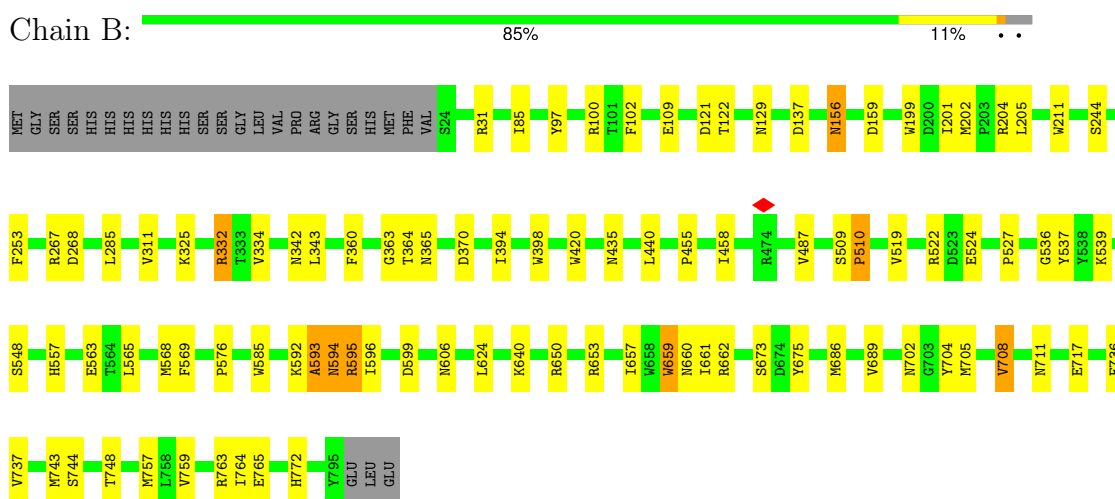 Chain B:
85% 11% • •
MET GLY SER SER HIS HIS HIS HIS HIS HIS SER SER GLY LEU VAL PRO ARG GLY SER HIS MET PHE VAL S24 R31 I85 Y97 R100 T101 F102 E109 D121 T122 N129 D137 N156 D159 W199 D200 I201 M202 P203 R204 L205 W211 S244
F253 R267 D268 L285 V311 K325 R332 T333 V334 N342 L343 F360 G363 T364 N365 D370 I394 W398 W420 N435 L440 P455 I458 R474 V487 S509 P510 V519 R522 D523 E524 P527 G536 Y537 Y538 K539
S548 H557 E563 T564 L565 M568 F569 P576 W585 K592 A593 N594 R595 I596 D599 N606 L624 K640 R650 R653 I657 W658 W659 N660 I661 R662 S673 D674 Y675 M686 V689 N702 G703 Y704 M705 V708 N711 E717
V737 M743 S744 T748 M757 L758 V759 R763 I764 E765 H772 Y795 GLU LEU GLU